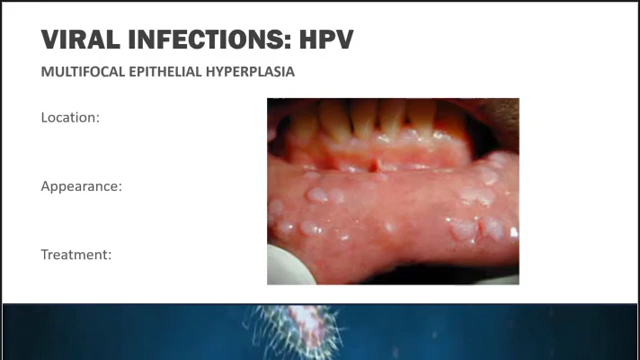 VIRAL INFECTIONS: HPV
MULTIFOCAL EPITHELIAL HYPERPLASIA
Location:
Appearance:
Treatment: